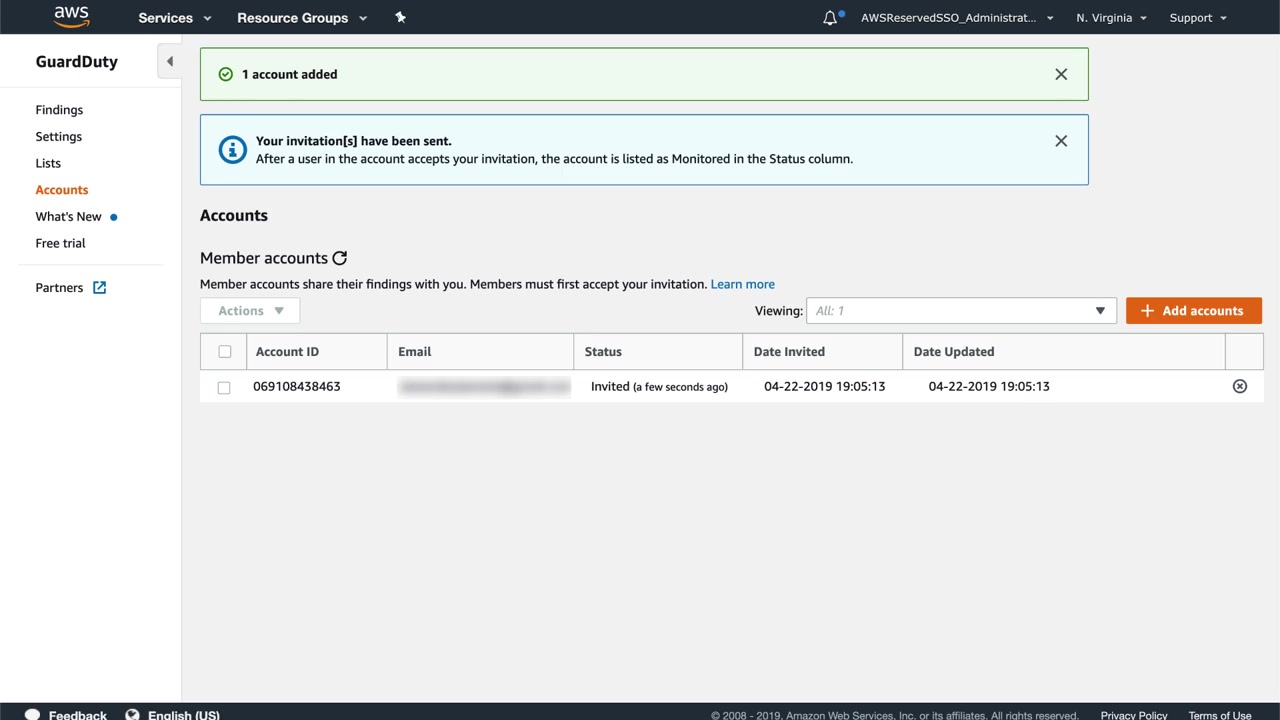 aws Services Resource Groups AWSReservedSSO_Administrat... N. Virginia Support
GuardDuty
Findings
Settings
Lists
Accounts
What's New
Free trial
Partners
1 account added
Your invitation[s] have been sent.
After a user in the account accepts your invitation, the account is listed as Monitored in the Status column.
Accounts
Member accounts
Member accounts share their findings with you. Members must first accept your invitation. Learn more
Actions Viewing: All: 1 Add accounts
Account ID Email Status Date Invited Date Updated
069108438463 Invited (a few seconds ago) 04-22-2019 19:05:13 04-22-2019 19:05:13
Feedback English (US) © 2008 - 2019, Amazon Web Services, Inc. or its affiliates. All rights reserved. Privacy Policy Terms of Use